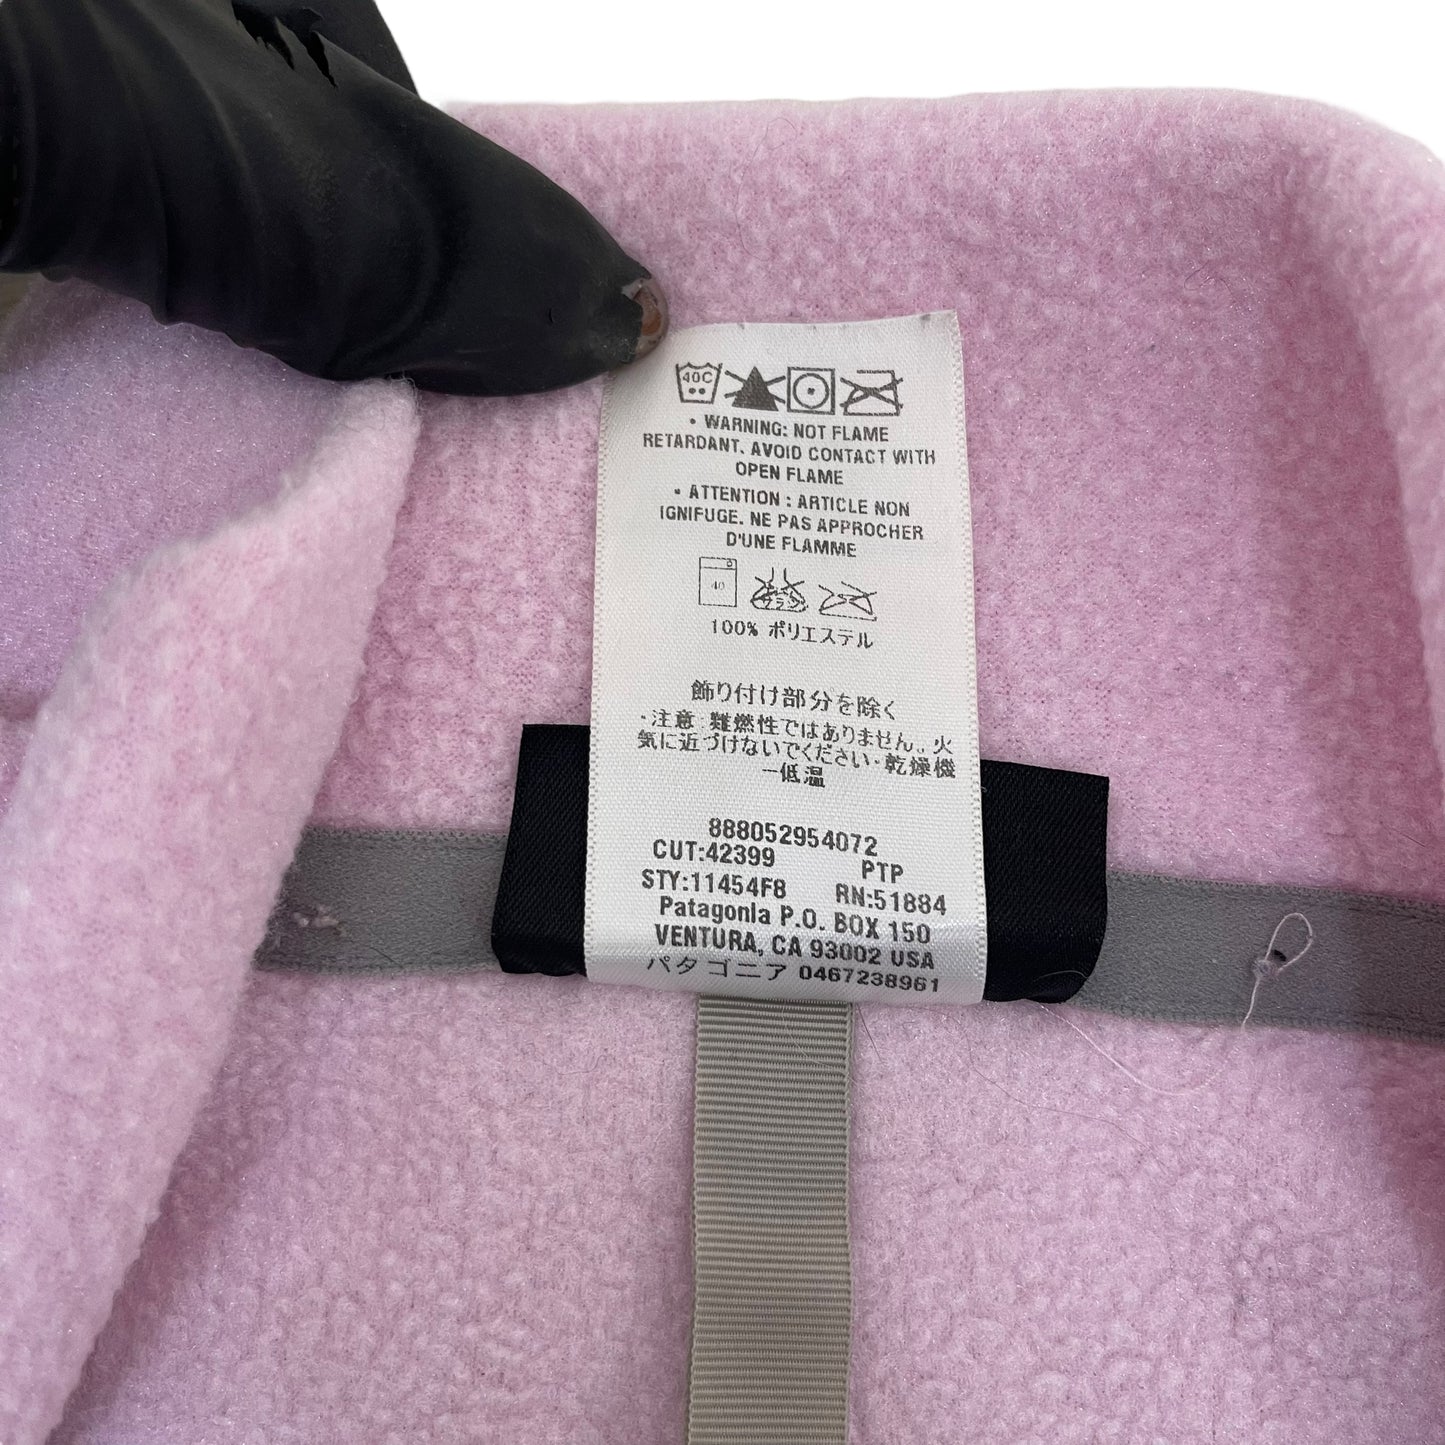 40C
• WARNING: NOT FLAME
RETARDANT. AVOID CONTACT WITH
OPEN FLAME
• ATTENTION : ARTICLE NON
IGNIFUGE. NE PAS APPROCHER
D'UNE FLAMME
40
100% ポリエステル
飾り付け部分を除く
・注意：難燃性ではありません。火
気に近づけないでください・乾燥機
ー低温
888052954072
CUT:42399 PTP
STY:11454F8 RN:51884
Patagonia P.O. BOX 150
VENTURA, CA 93002 USA
パタゴニア 0467238961